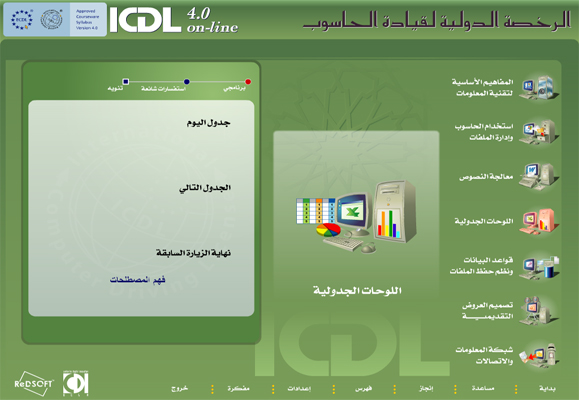 الرخصة الدولية لقيادة الحاسوب
ICDL 4.0
on-line
Approved
Courseware
Syllabus
Version 4.0
ECDL
المفاهيم الأساسية
لتقنية المعلومات
استخدام الحاسوب
وإدارة الملفات
معالجة النصوص
اللوحات الجدولية
قواعد البيانات
ونظم حفظ الملفات
تصميم العروض
التقديمية
شبكة المعلومات
والاتصالات
اللوحات الجدولية
ICDL
برنامجي
استفسارات شائعة
تنويه
جدول اليوم
الجدول التالي
نهاية الزيارة السابقة
فهم المصطلحات
بداية
مساعدة
إنجاز
فهرس
إعدادات
مفكرة
خروج
ReDSOFT